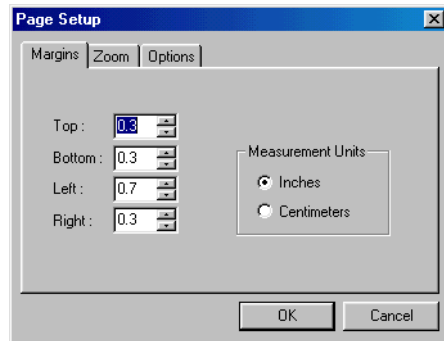 Page Setup
Margins Zoom Options
Top : 0.3
Bottom : 0.3
Left : 0.7
Right : 0.3
Measurement Units
Inches
Centimeters
OK Cancel